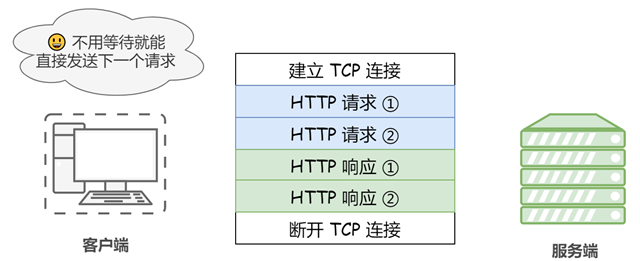 😃 不用等待就能
直接发送下一个请求
建立 TCP 连接
HTTP 请求 ①
HTTP 请求 ②
HTTP 响应 ①
HTTP 响应 ②
断开 TCP 连接
客户端
服务端